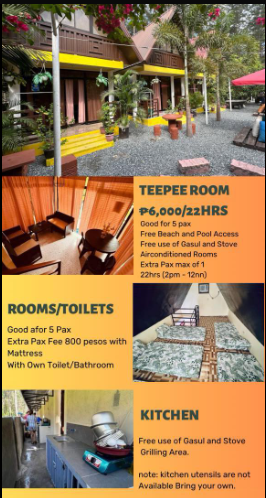 TEEPEE ROOM
₱6,000/22HRS
Good for 5 pax
Free Beach and Pool Access
Free use of Gasul and Stove
Airconditioned Rooms
Extra Pax max of 1
22hrs (2pm - 12nn)
ROOMS/TOILETS
Good afor 5 Pax
Extra Pax Fee 800 pesos with
Mattress
With Own Toilet/Bathroom
KITCHEN
Free use of Gasul and Stove
Grilling Area.
note: kitchen utensils are not
Available Bring your own.